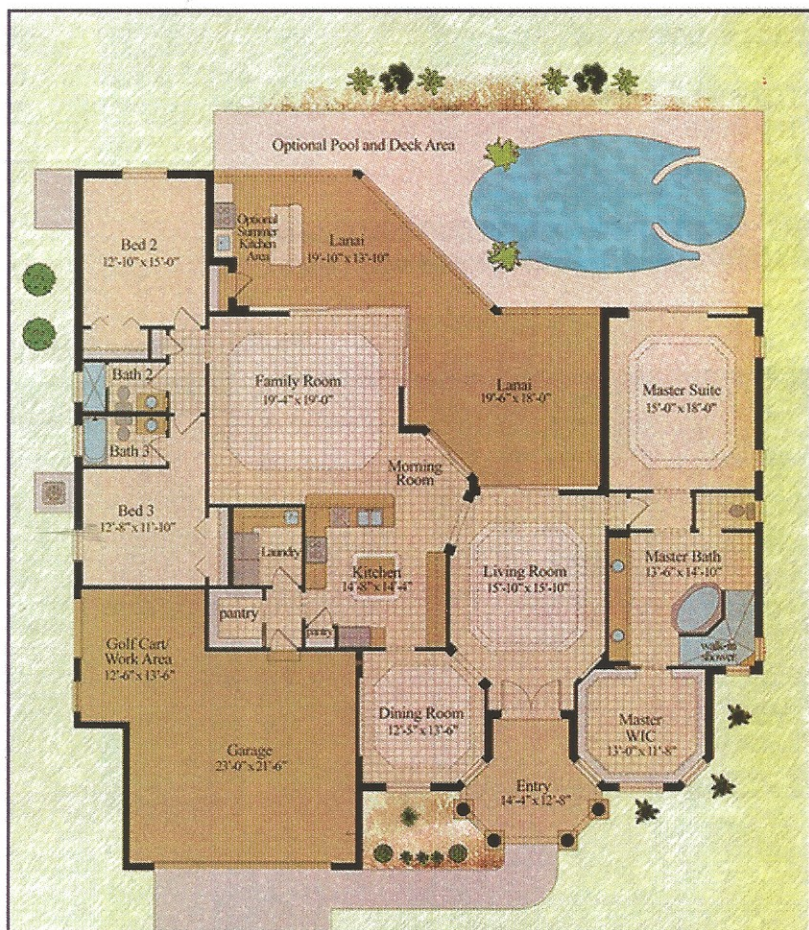 Optional Pool and Deck Area
Bed 2
12'-10" x 15'-0"
Optional
Summer
Kitchen
Area
Lanai
19'-10" x 13'-10"
Family Room
19'-4" x 19'-0"
Lanai
19'-6" x 18'-0"
Master Suite
15'-0" x 18'-0"
Bath 2
Bath 3
Morning
Room
Bed 3
12'-8" x 11'-10"
Laundry
Kitchen
14'-8" x 14'-4"
Living Room
15'-10" x 15'-10"
Master Bath
13'-6" x 14'-10"
walk-in
shower
pantry
pantry
Golf Cart/
Work Area
12'-6" x 13'-6"
Dining Room
12'-5" x 13'-6"
Master
WIC
13'-0" x 11'-8"
Garage
23'-0" x 21'-6"
Entry
14'-4" x 12'-8"